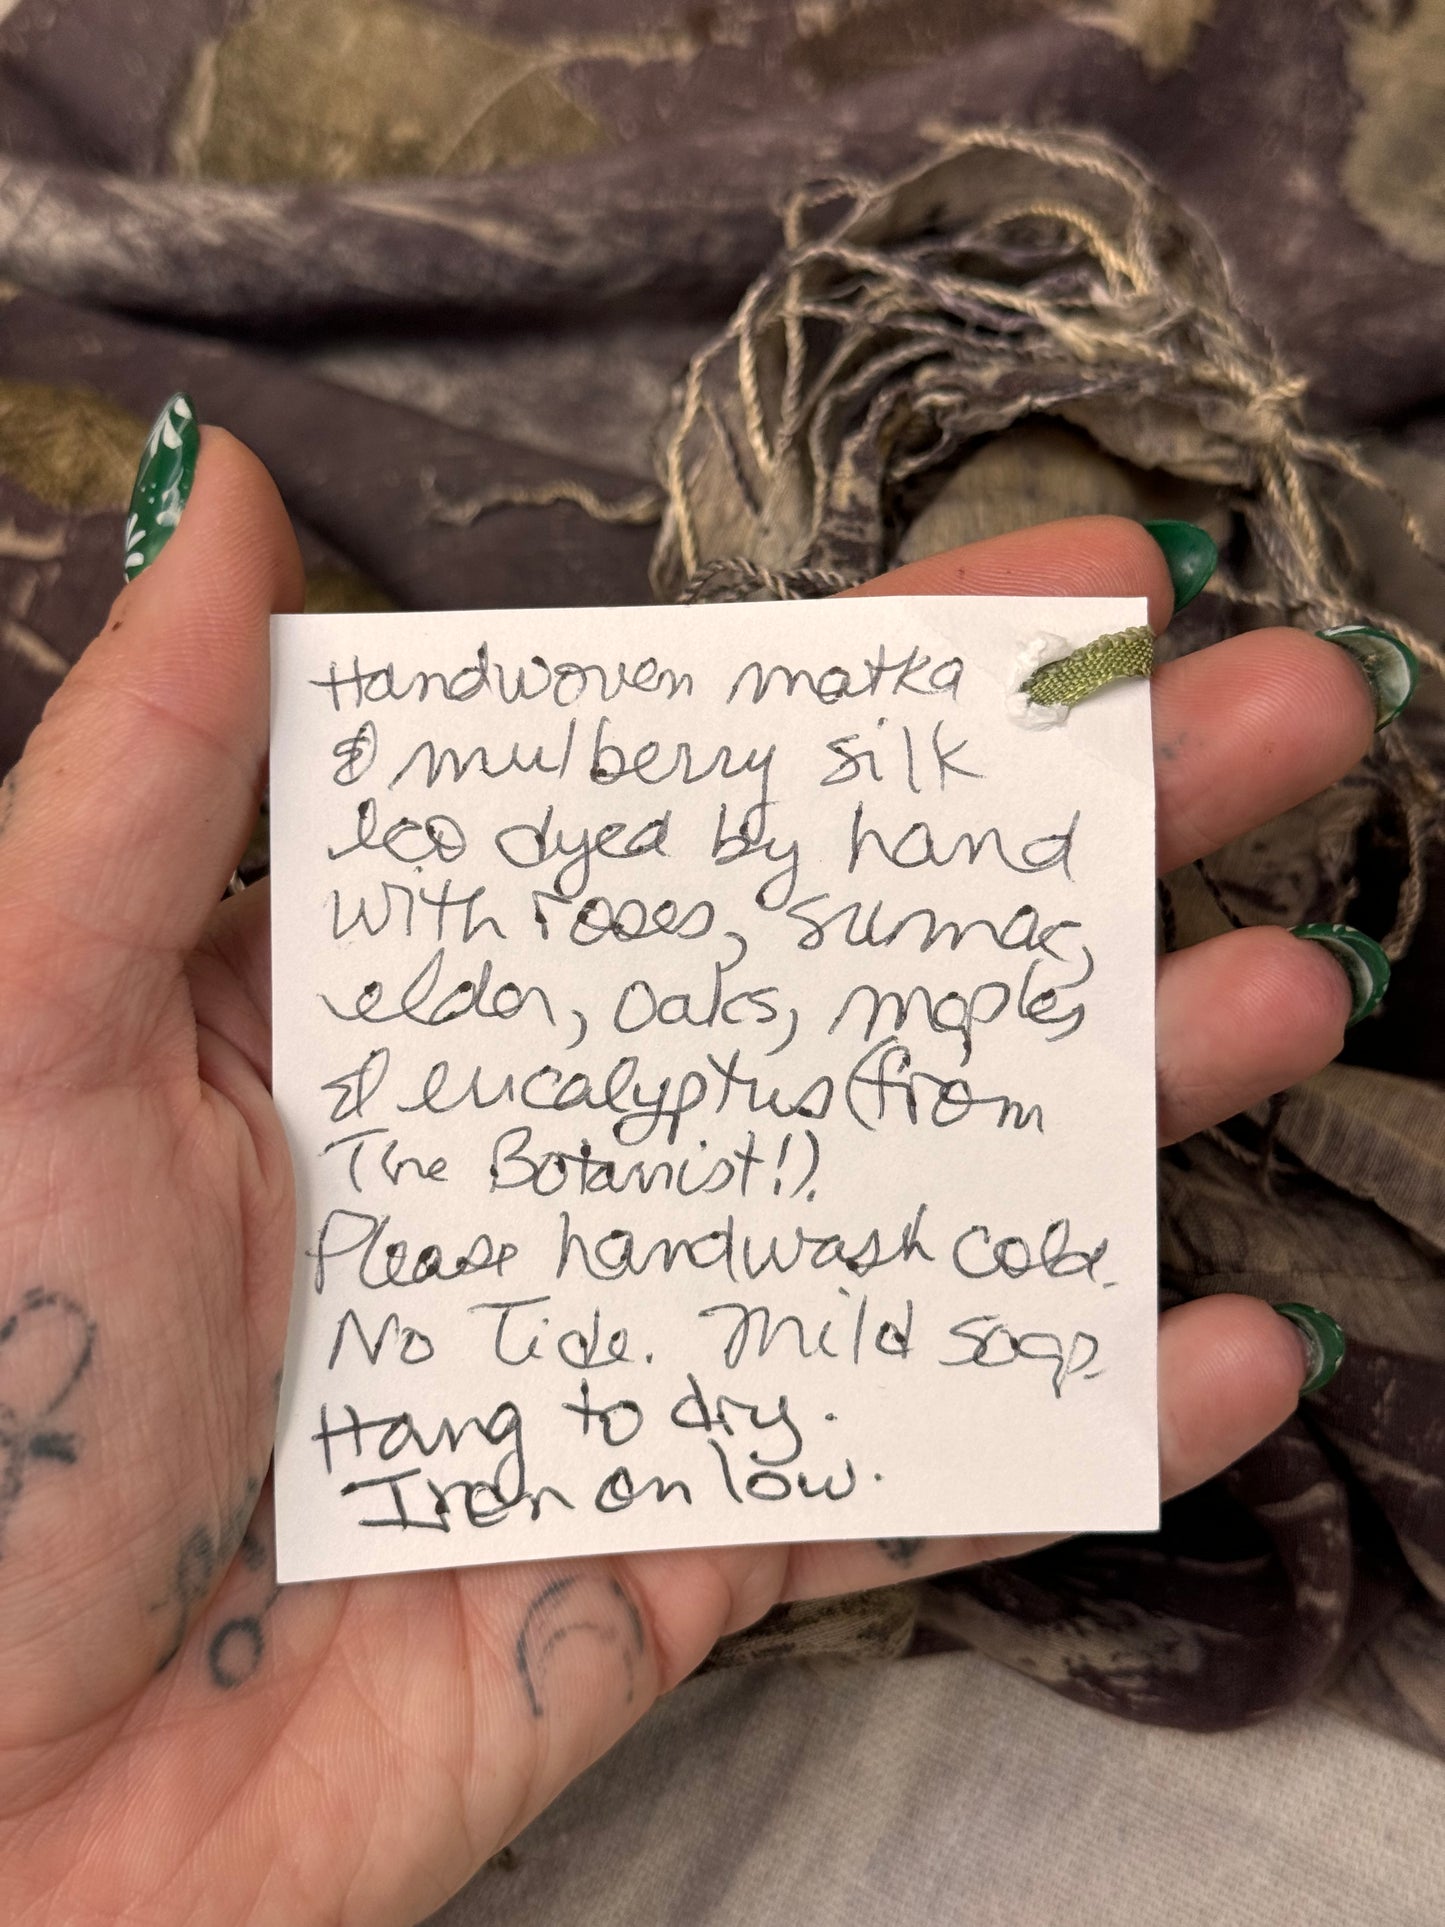 Handwoven matka
& mulberry silk
eco dyed by hand
with roses, sumac,
elder, oaks, maples
& eucalyptus (from
The Botanist!).
Please handwash cold.
No Tide. Mild soap.
Hang to dry.
Iron on low.